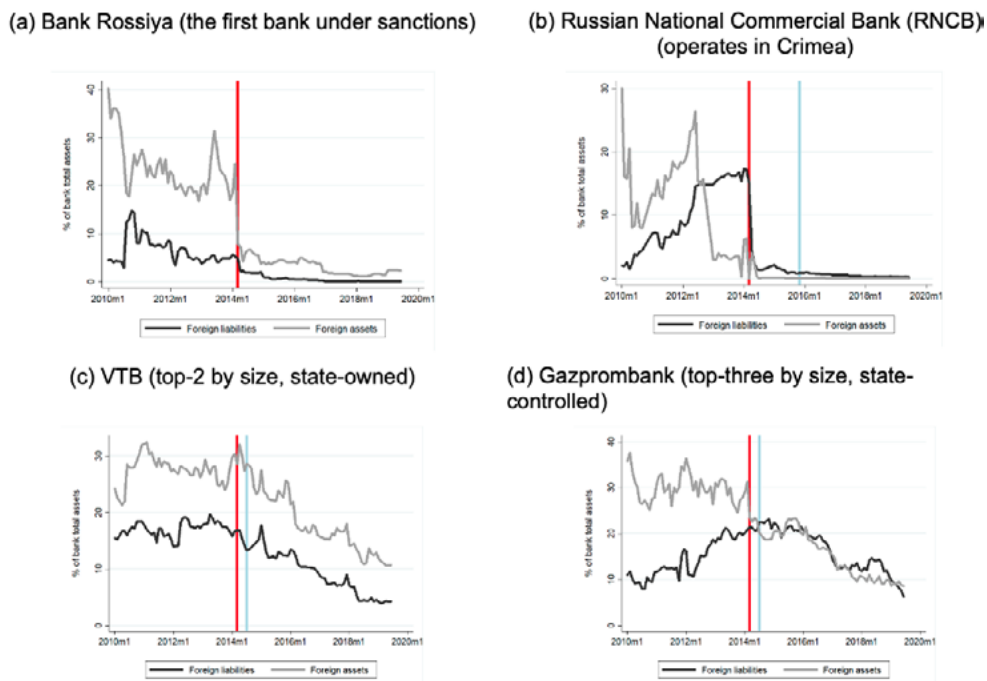 (a) Bank Rossiya (the first bank under sanctions)
% of bank total assets
40
30
20
10
0
2010m1 2012m1 2014m1 2016m1 2018m1 2020m1
Foreign liabilities Foreign assets
(b) Russian National Commercial Bank (RNCB)
(operates in Crimea)
% of bank total assets
30
20
10
0
2010m1 2012m1 2014m1 2016m1 2018m1 2020m1
Foreign liabilities Foreign assets
(c) VTB (top-2 by size, state-owned)
% of bank total assets
30
20
10
0
2010m1 2012m1 2014m1 2016m1 2018m1 2020m1
Foreign liabilities Foreign assets
(d) Gazprombank (top-three by size, state-
controlled)
% of bank total assets
40
30
20
10
0
2010m1 2012m1 2014m1 2016m1 2018m1 2020m1
Foreign liabilities Foreign assets